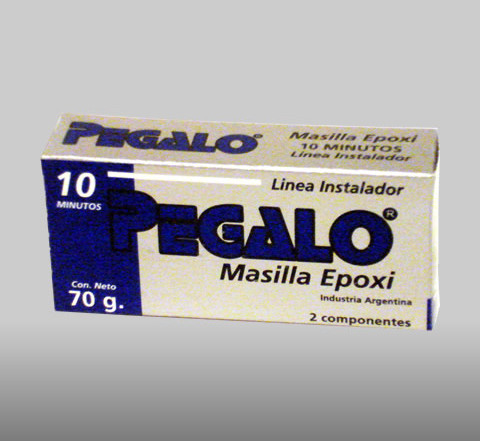 PEGALO®
Masilla Epoxi
10 MINUTOS
Linea Instalador
10
MINUTOS
Linea Instalador
PEGALO®
Masilla Epoxi
Industria Argentina
Con. Neto
70 g.
2 componentes